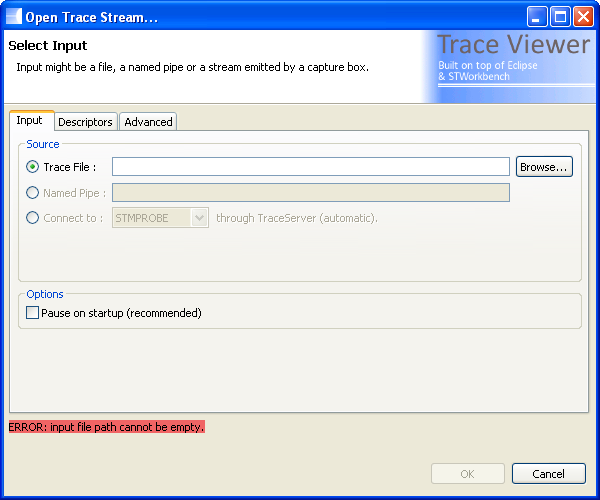 Open Trace Stream...
Select Input
Input might be a file, a named pipe or a stream emitted by a capture box.
Trace Viewer
Built on top of Eclipse
& STWorkbench
Input Descriptors Advanced
Source
Trace File : Browse...
Named Pipe :
Connect to : STMPROBE through TraceServer (automatic).
Options
Pause on startup (recommended)
ERROR: input file path cannot be empty.
OK Cancel